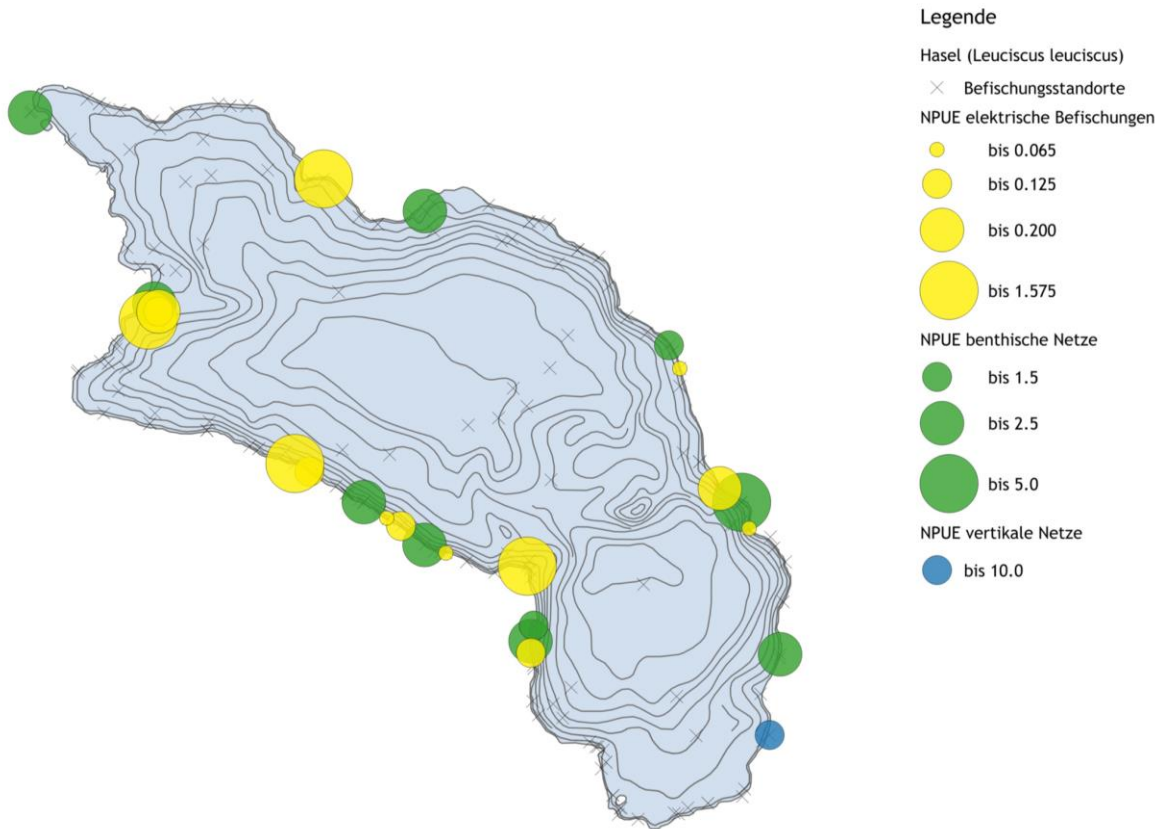 Legende
Hasel (Leuciscus leuciscus)
Befischungsstandorte
NPUE elektrische Befischungen
bis 0.065
bis 0.125
bis 0.200
bis 1.575
NPUE benthische Netze
bis 1.5
bis 2.5
bis 5.0
NPUE vertikale Netze
bis 10.0